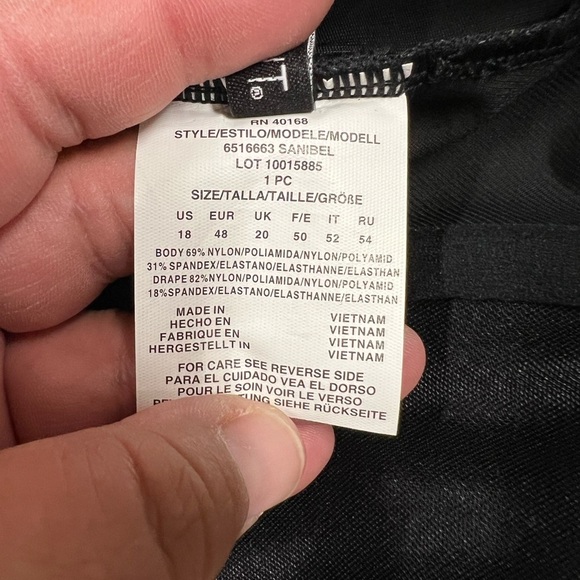 RN 40168
STYLE/ESTILO/MODELE/MODELL
6516663 SANIBEL
LOT 10015885
1 PC
SIZE/TALLA/TAILLE/GRÖßE
US EUR UK F/E IT RU
18 48 20 50 52 54
BODY 69% NYLON/POLIAMIDA/NYLON/POLYAMID
31% SPANDEX/ELASTANO/ELASTHANNE/ELASTHAN
DRAPE 82% NYLON/POLIAMIDA/NYLON/POLYAMID
18% SPANDEX/ELASTANO/ELASTHANNE/ELASTHAN
MADE IN VIETNAM
HECHO EN VIETNAM
FABRIQUE EN VIETNAM
HERGESTELLT IN VIETNAM
FOR CARE SEE REVERSE SIDE
PARA EL CUIDADO VEA EL DORSO
POUR LE SOIN VOIR LE VERSO
SIEHE RÜCKSEITE